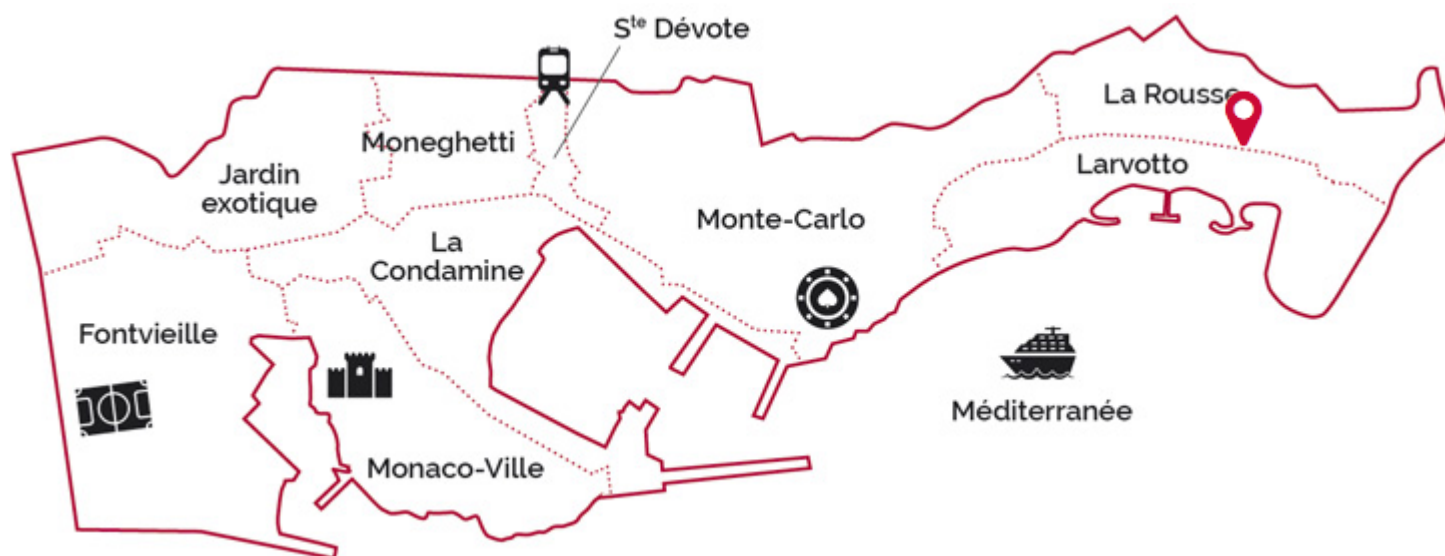 Sᵗᵉ Dévote
La Rousse
Moneghetti
Larvotto
Jardin
exotique
Monte-Carlo
La
Condamine
Fontvieille
Méditerranée
Monaco-Ville